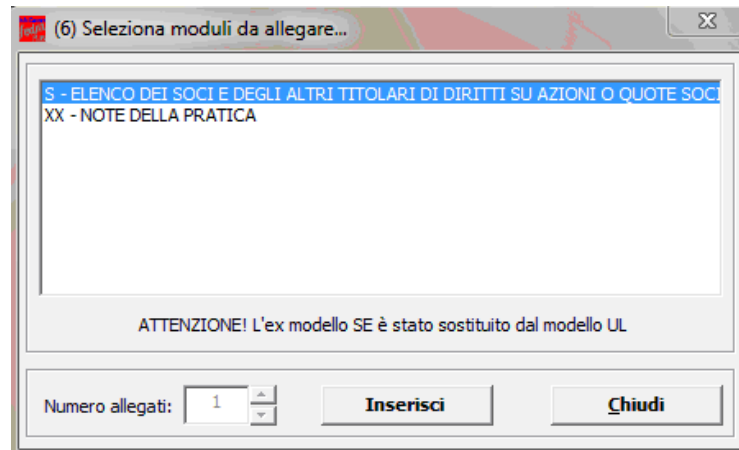 (6) Seleziona moduli da allegare...
S - ELENCO DEI SOCI E DEGLI ALTRI TITOLARI DI DIRITTI SU AZIONI O QUOTE SOCI
XX - NOTE DELLA PRATICA
ATTENZIONE! L'ex modello SE è stato sostituito dal modello UL
Numero allegati: 1 Inserisci Chiudi